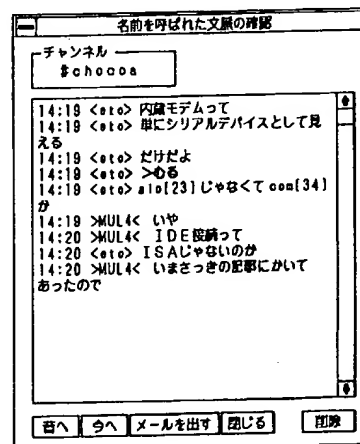 名前を呼ばれた文脈の確認
チャンネル
#chocoa
14:19 <eto> 内蔵モデムって
14:19 <eto> 単にシリアルデバイスとして見
える
14:19 <eto> だけだよ
14:19 <eto> >心る
14:19 <eto> sio[23]じゃなくて com[34]
か
14:19 >MUL4< いや
14:20 >MUL4< IDE接続って
14:20 <eto> ISAじゃないのか
14:20 >MUL4< いまさっきの記事にかいて
あったので
昔へ 今へ メールを出す 閉じる 削除